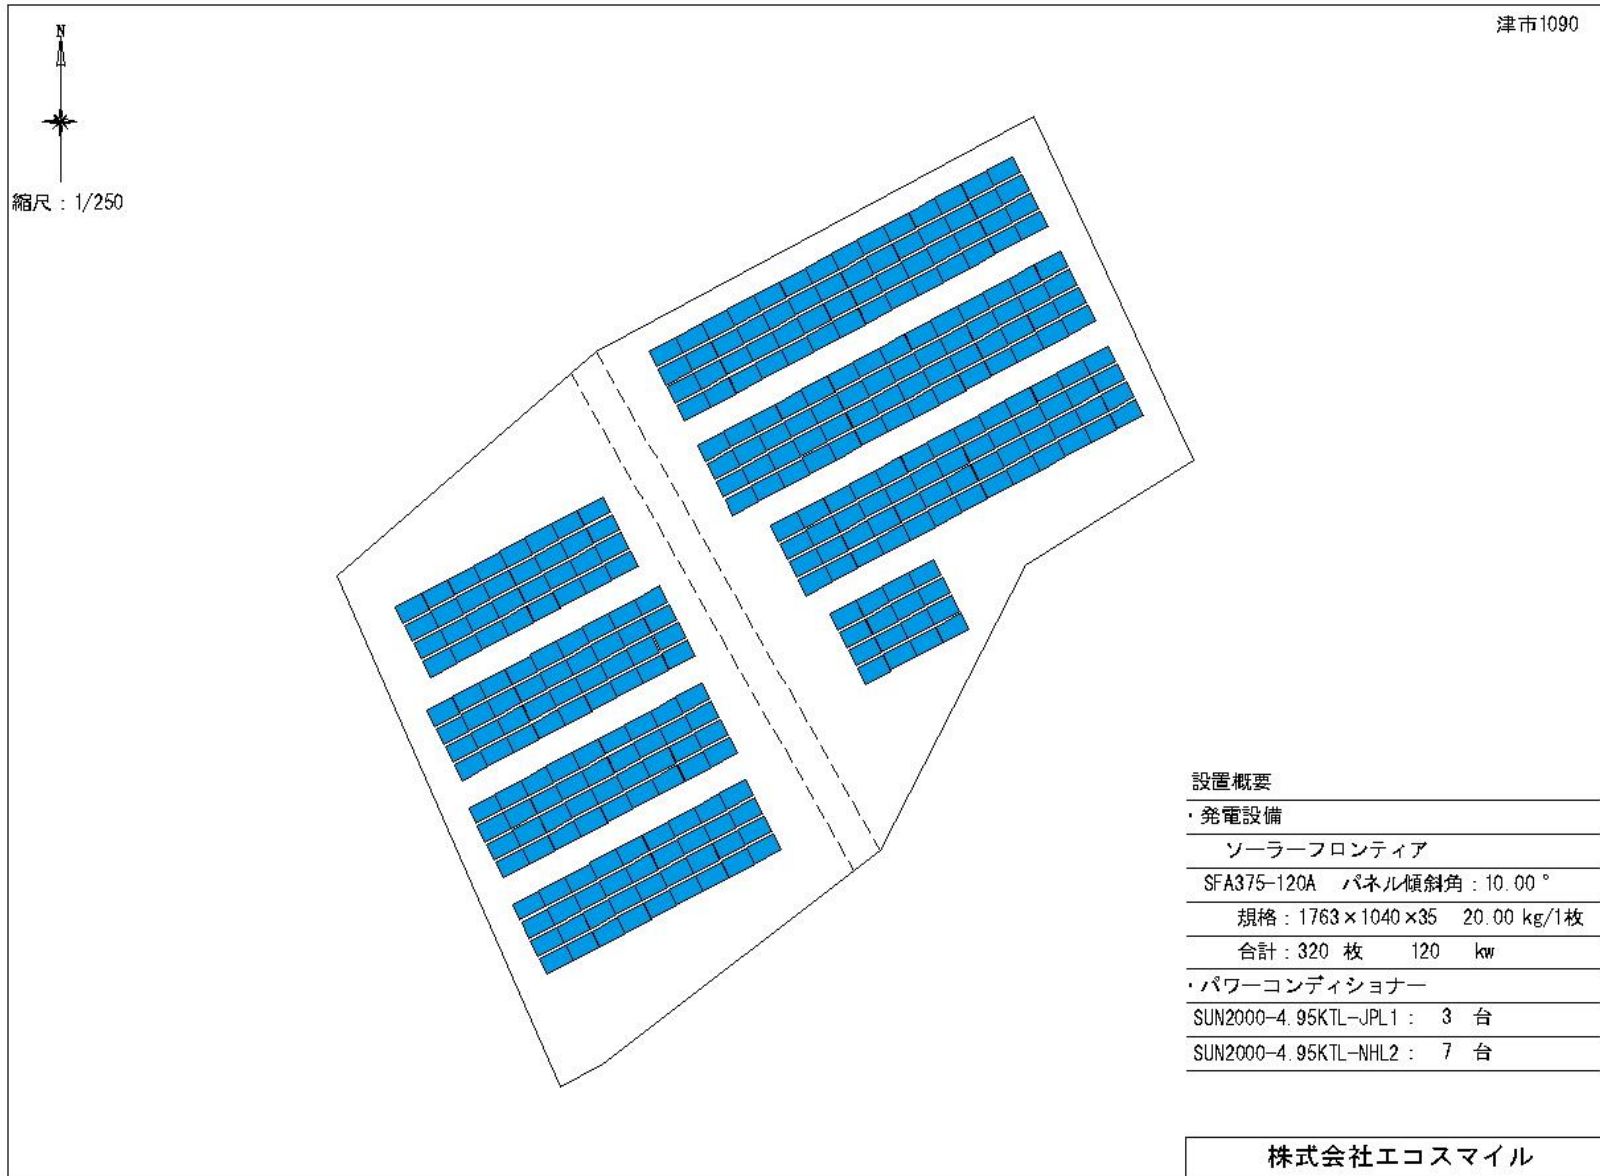 津市1090
N
縮尺：1/250
設置概要
・発電設備
ソーラーフロンティア
SFA375-120A パネル傾斜角：10.00°
規格：1763×1040×35 20.00 kg/1枚
合計：320 枚 120 kw
・パワーコンディショナー
SUN2000-4.95KTL-JPL1： 3 台
SUN2000-4.95KTL-NHL2： 7 台
株式会社エコスマイル